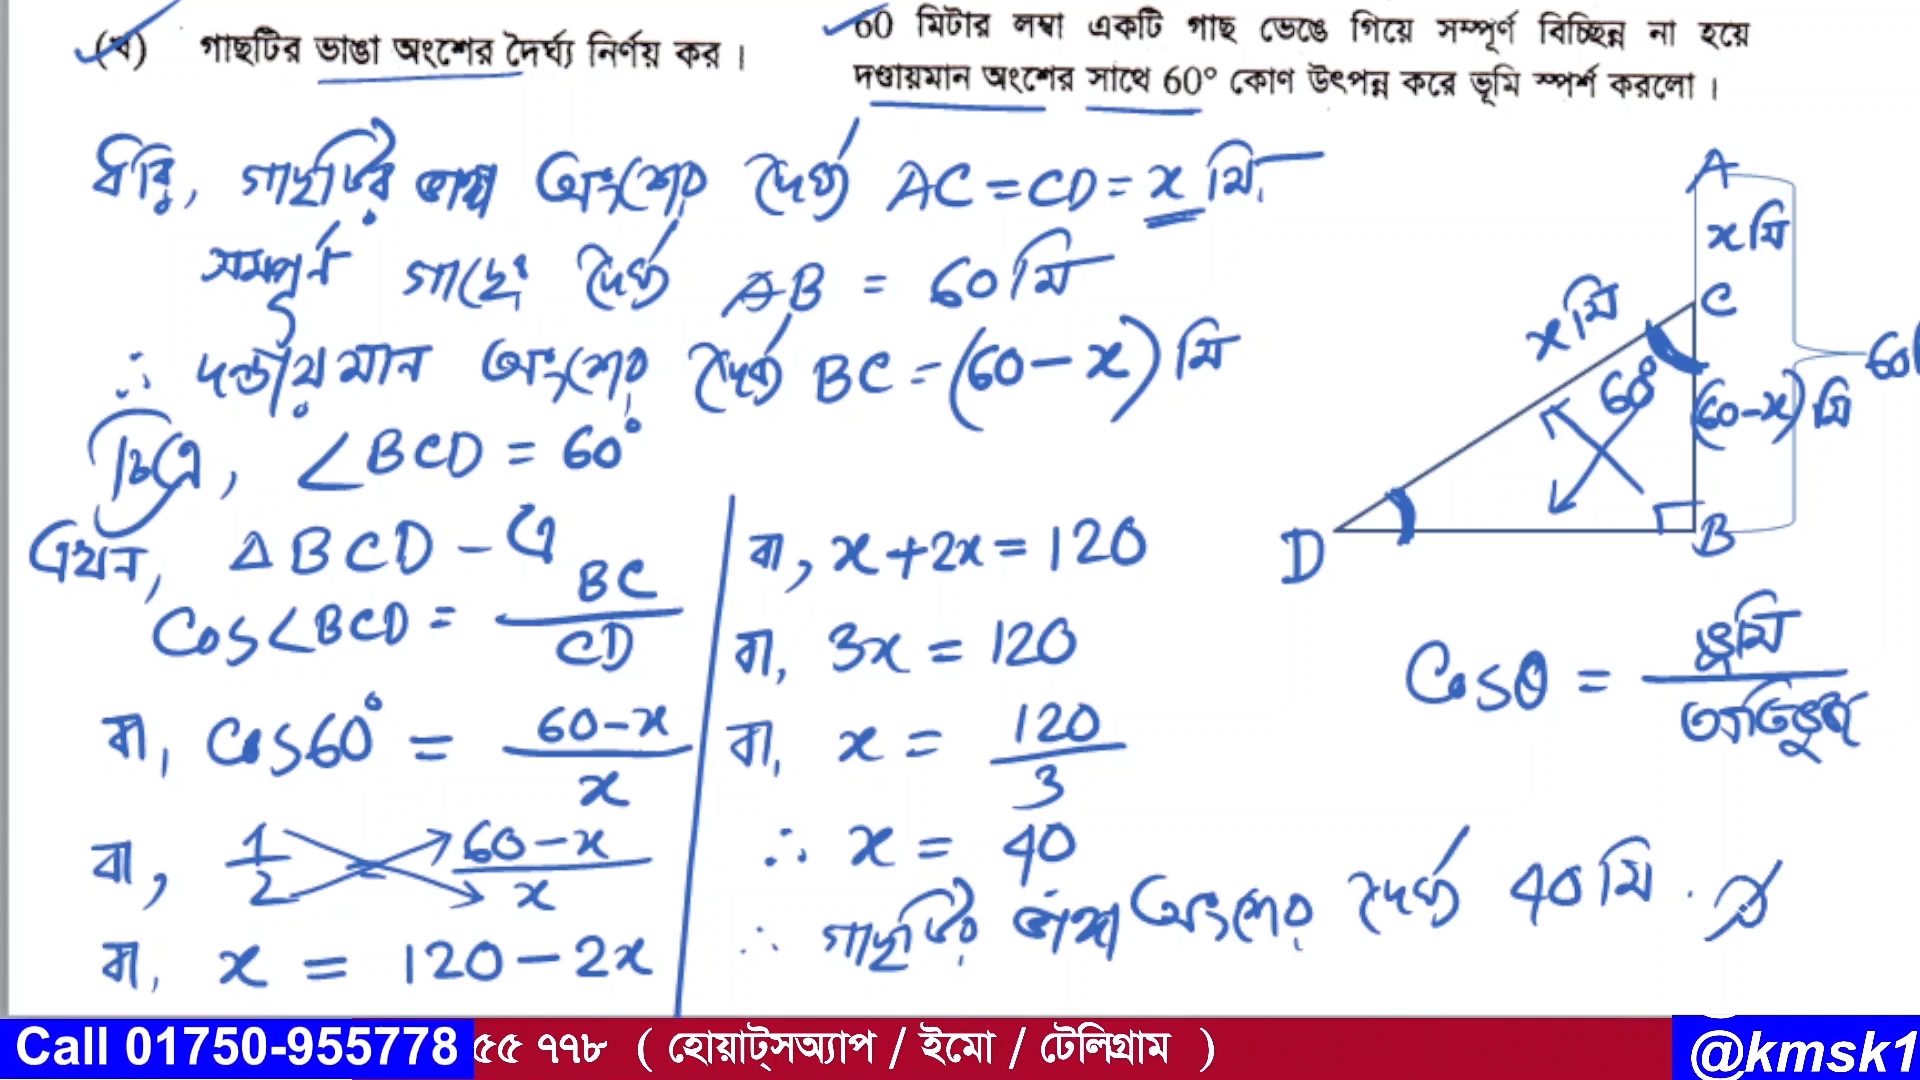 (খ) গাছটির ভাঙা অংশের দৈর্ঘ্য নির্ণয় কর।
60 মিটার লম্বা একটি গাছ ভেঙে গিয়ে সম্পূর্ণ বিচ্ছিন্ন না হয়ে
দণ্ডায়মান অংশের সাথে 60° কোণ উৎপন্ন করে ভূমি স্পর্শ করলো।
ধরি, গাছটির ভাঙ্গা অংশের দৈর্ঘ্য AC = CD = x মি.
সম্পূর্ণ গাছের দৈর্ঘ্য AB = 60 মি
∴ দন্ডায়মান অংশের দৈর্ঘ্য BC = (60 - x) মি
চিত্রে, ∠BCD = 60°
এখন, △BCD - এ
Cos∠BCD = BC/CD
বা, Cos60° = 60-x/x
বা, 1/2 = 60-x/x
বা, x = 120 - 2x
বা, x + 2x = 120
বা, 3x = 120
বা, x = 120/3
∴ x = 40
∴ গাছটির ভাঙ্গা অংশের দৈর্ঘ্য 40 মি.
A
x মি
C
x মি
60°
(60-x) মি
D
B
Cosθ = ভূমি/অতিভুজ
Call 01750-955778 ৫৫ ৭৭৮ ( হোয়াট্সঅ্যাপ / ইমো / টেলিগ্রাম )
@kmsk1